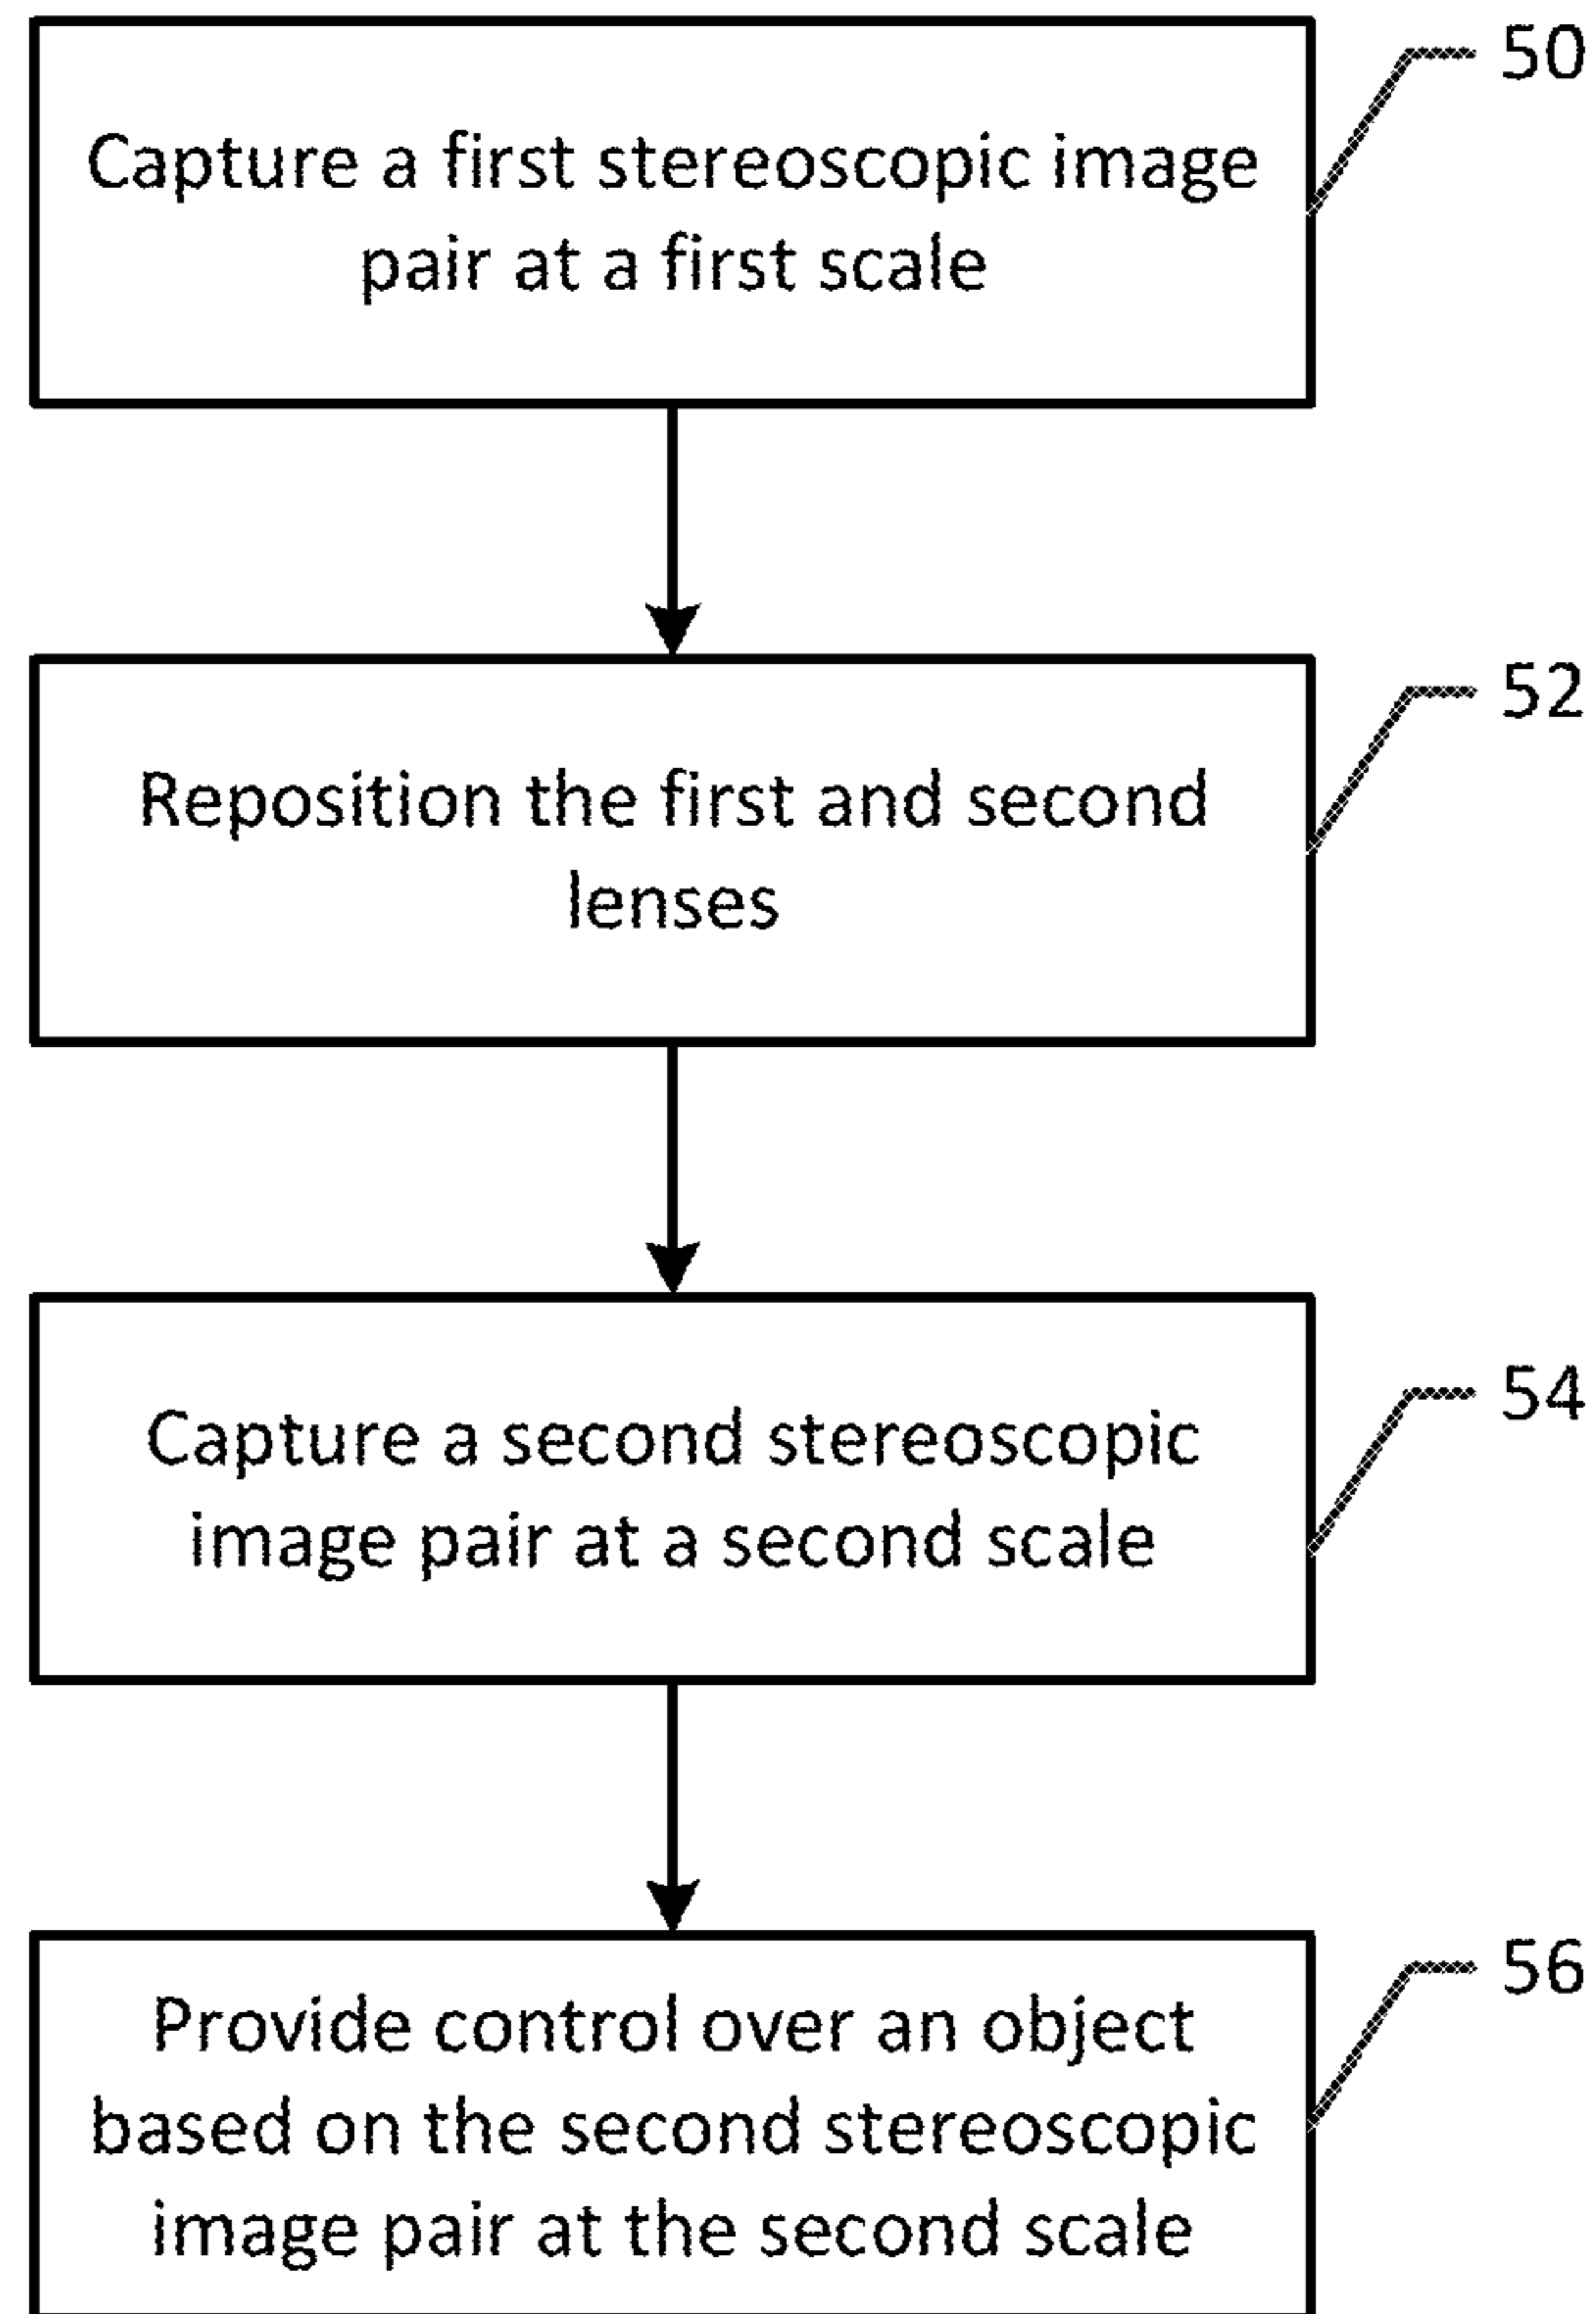 50
Capture a first stereoscopic image
pair at a first scale
52
Reposition the first and second
lenses
54
Capture a second stereoscopic
image pair at a second scale
56
Provide control over an object
based on the second stereoscopic
image pair at the second scale